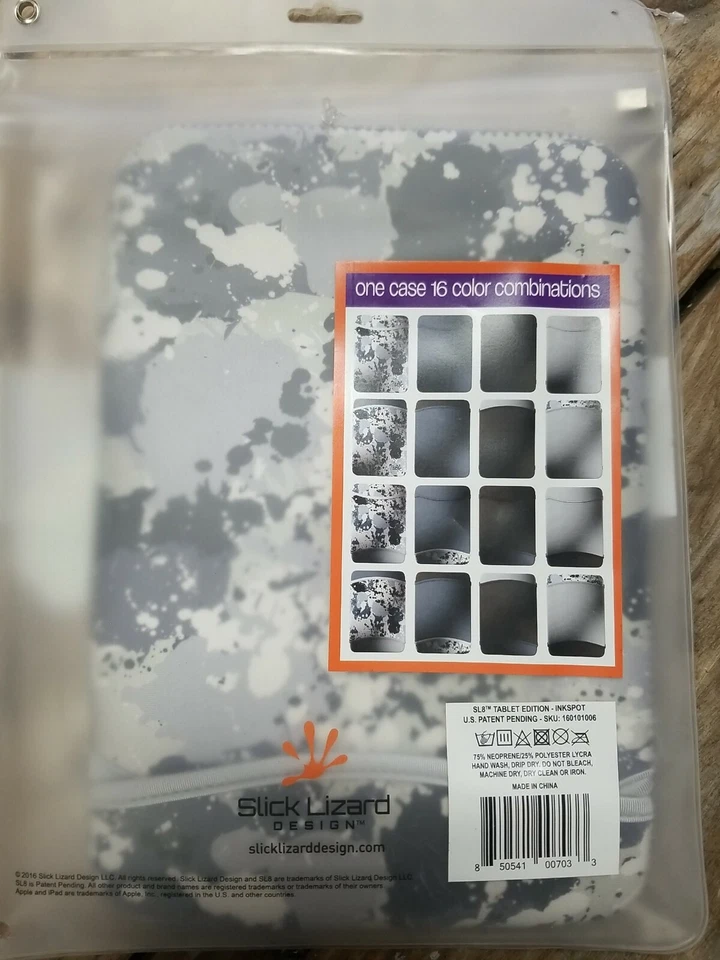 one case 16 color combinations
SL8™ TABLET EDITION - INKSPOT
U.S. PATENT PENDING - SKU: 160101006
75% NEOPRENE/25% POLYESTER LYCRA
HAND WASH, DRIP DRY. DO NOT BLEACH,
MACHINE DRY, DRY CLEAN OR IRON.
MADE IN CHINA
8 50541 00703 3
Slick Lizard
DESIGN™
slicklizarddesign.com
©2016 Slick Lizard Design LLC. All rights reserved. Slick Lizard Design and SL8 are trademarks of Slick Lizard Design, LLC.
SL8 is Patent Pending. All other product and brand names are registered trademarks or trademarks of their owners.
Apple and iPad are trademarks of Apple, Inc., registered in the U.S. and other countries